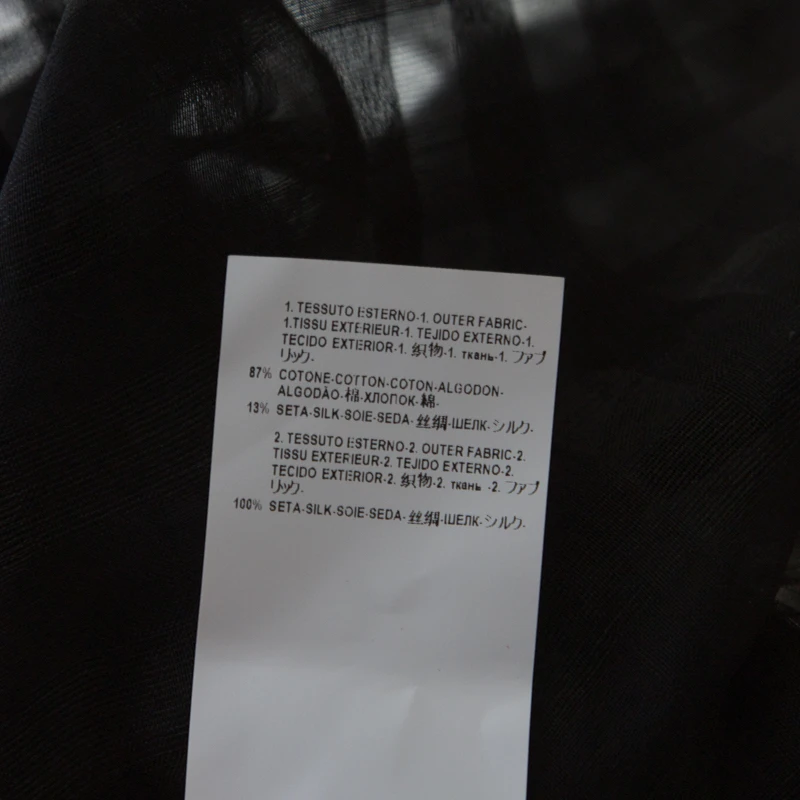 1. TESSUTO ESTERNO-1. OUTER FABRIC-
1.TISSU EXTERIEUR-1. TEJIDO EXTERNO-1.
TECIDO EXTERIOR-1. 织物-1. ткань-1. ファブ
リック.
87% COTONE-COTTON-COTON-ALGODON-
ALGODÃO-棉-ХЛОПОК-綿-
13% SETA-SILK-SOIE-SEDA-丝绸-ШЕЛК-シルク-
2. TESSUTO ESTERNO-2. OUTER FABRIC-2.
TISSU EXTERIEUR-2. TEJIDO EXTERNO-2.
TECIDO EXTERIOR-2. 织物-2. ткань -2. ファブ
リック.
100% SETA-SILK-SOIE-SEDA-丝绸-ШЕЛК-シルク-